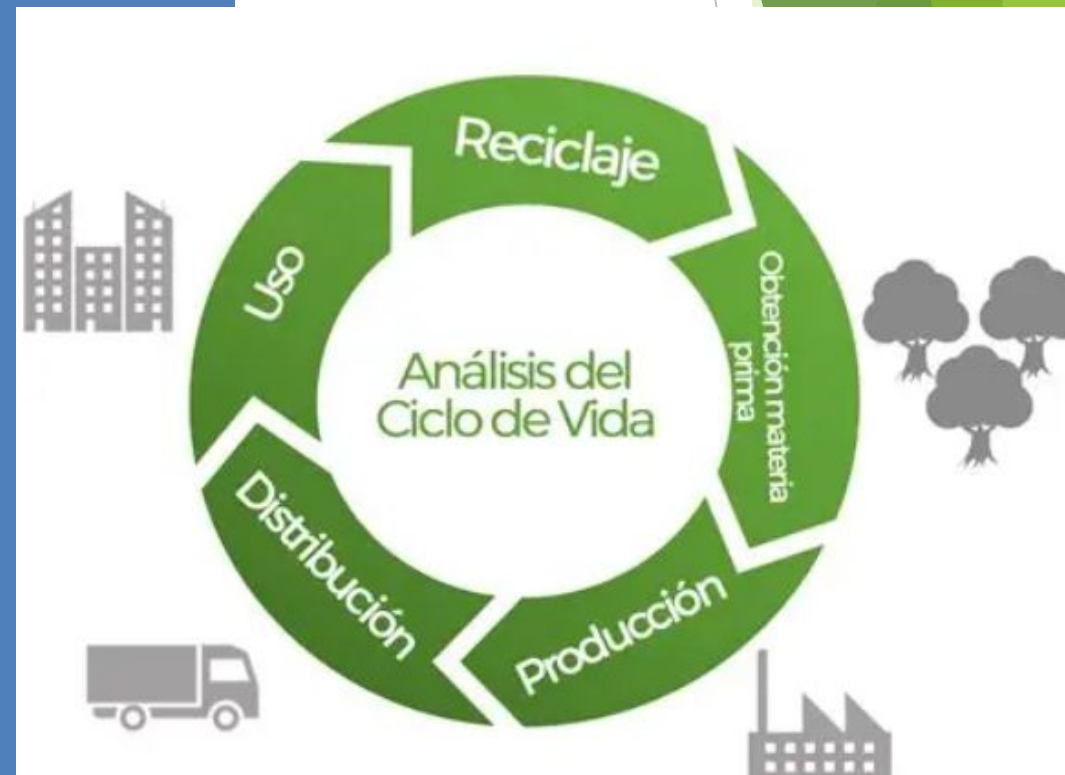 Reciclaje
Obtención materia
prima
Producción
Distribución
Uso
Análisis del
Ciclo de Vida